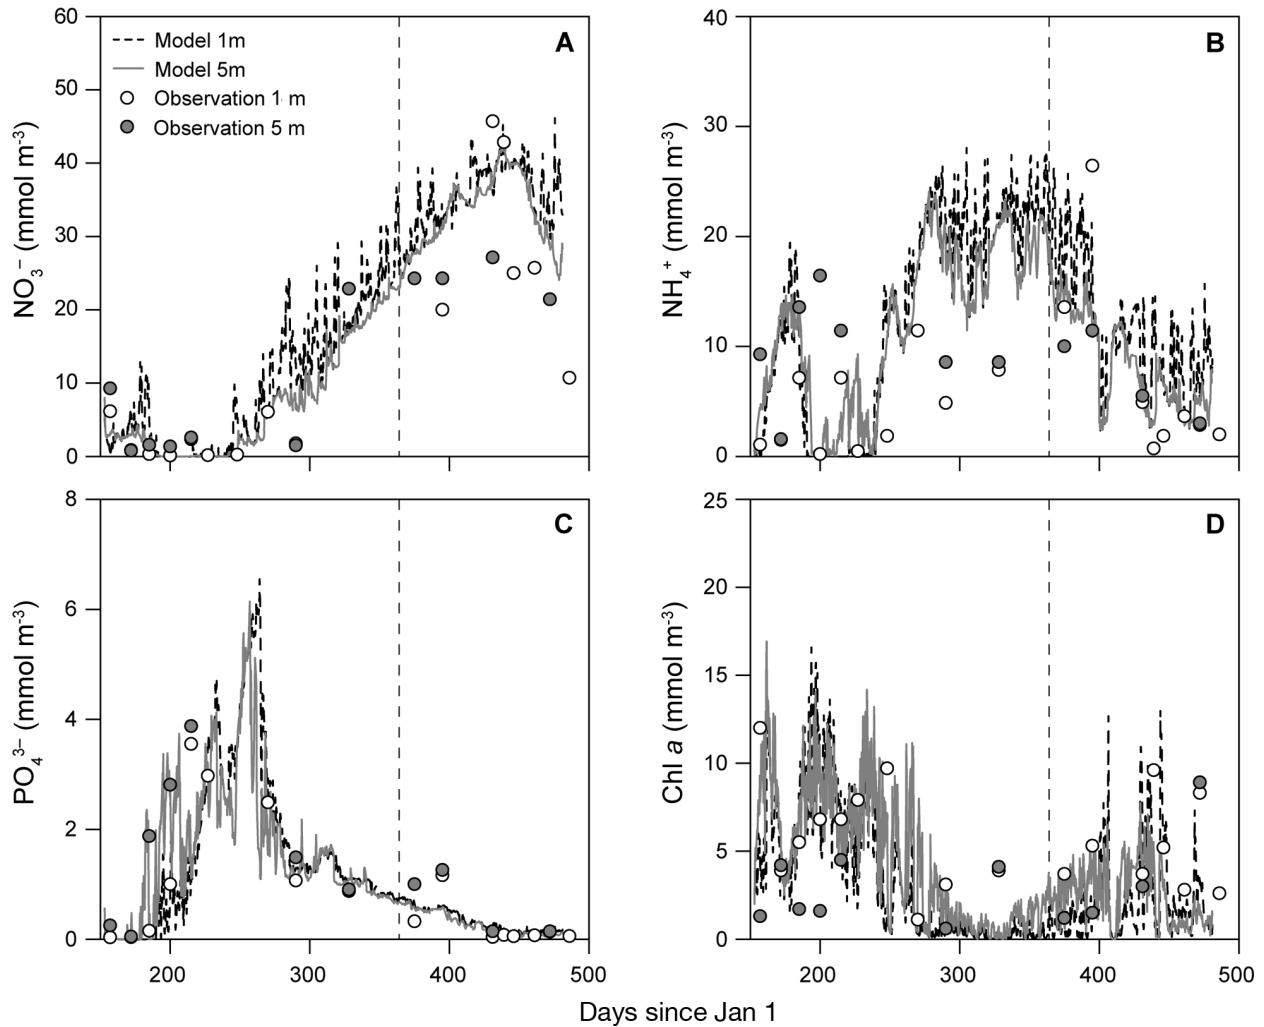 60
50
40
30
20
10
0
NO₃⁻ (mmol m⁻³)
Model 1m
Model 5m
Observation 1 m
Observation 5 m
A
40
30
20
10
0
NH₄⁺ (mmol m⁻³)
B
8
6
4
2
0
PO₄³⁻ (mmol m⁻³)
C
200
300
400
500
25
20
15
10
5
0
Chl a (mmol m⁻³)
D
200
300
400
500
Days since Jan 1